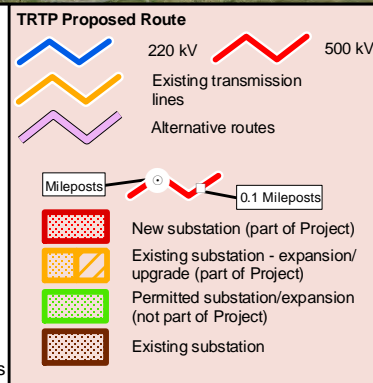 TRTP Proposed Route
220 kV
500 kV
Existing transmission
lines
Alternative routes
Mileposts
0.1 Mileposts
New substation (part of Project)
Existing substation - expansion/
upgrade (part of Project)
Permitted substation/expansion
(not part of Project)
Existing substation
s